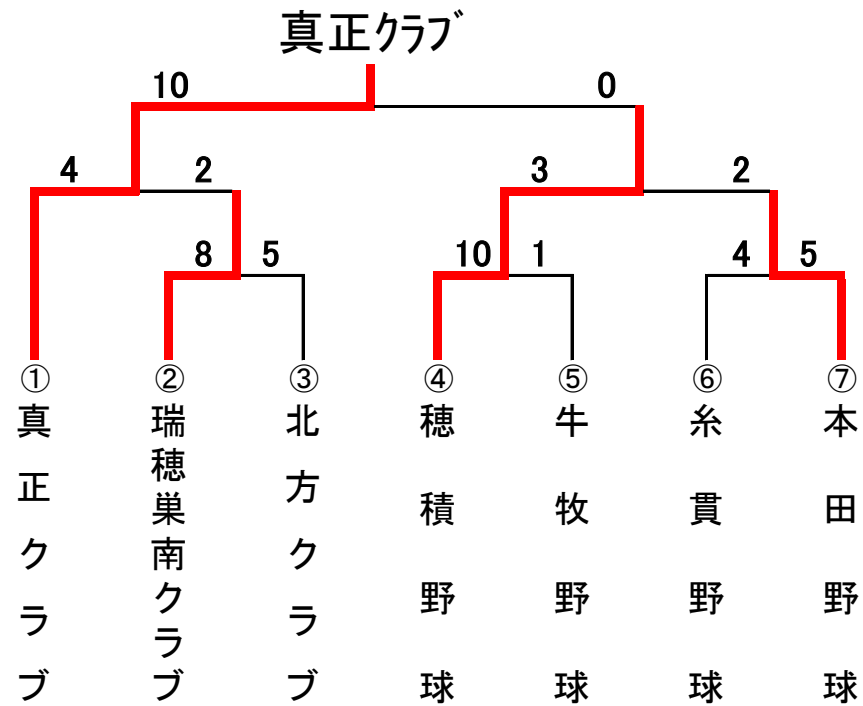 真正クラブ
10 0
4 2 3 2
8 5 10 1 4 5
① ② ③ ④ ⑤ ⑥ ⑦
真正クラブ
瑞穂巣南クラブ
北方クラブ
穂積野球
牛牧野球
糸貫野球
本田野球